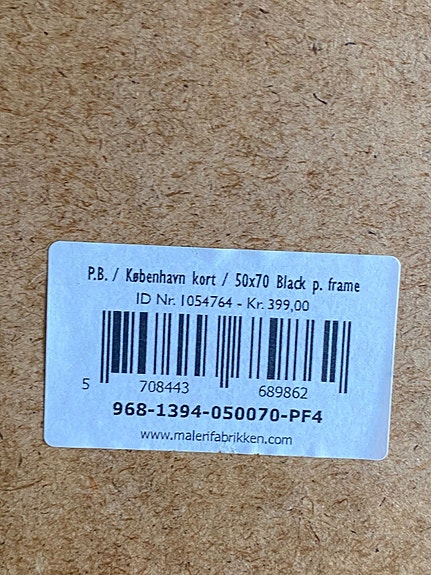 P.B. / København kort / 50x70 Black p. frame
ID Nr. 1054764 - Kr. 399,00
5 708443 689862
968-1394-050070-PF4
www.malerifabrikken.com